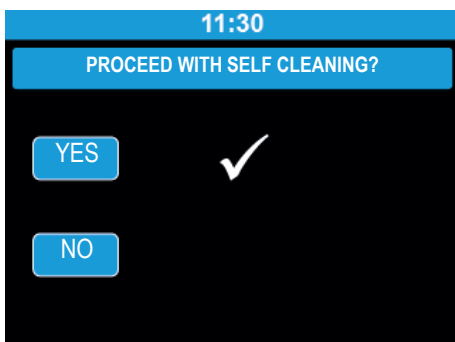 11:30
PROCEED WITH SELF CLEANING?
YES
NO